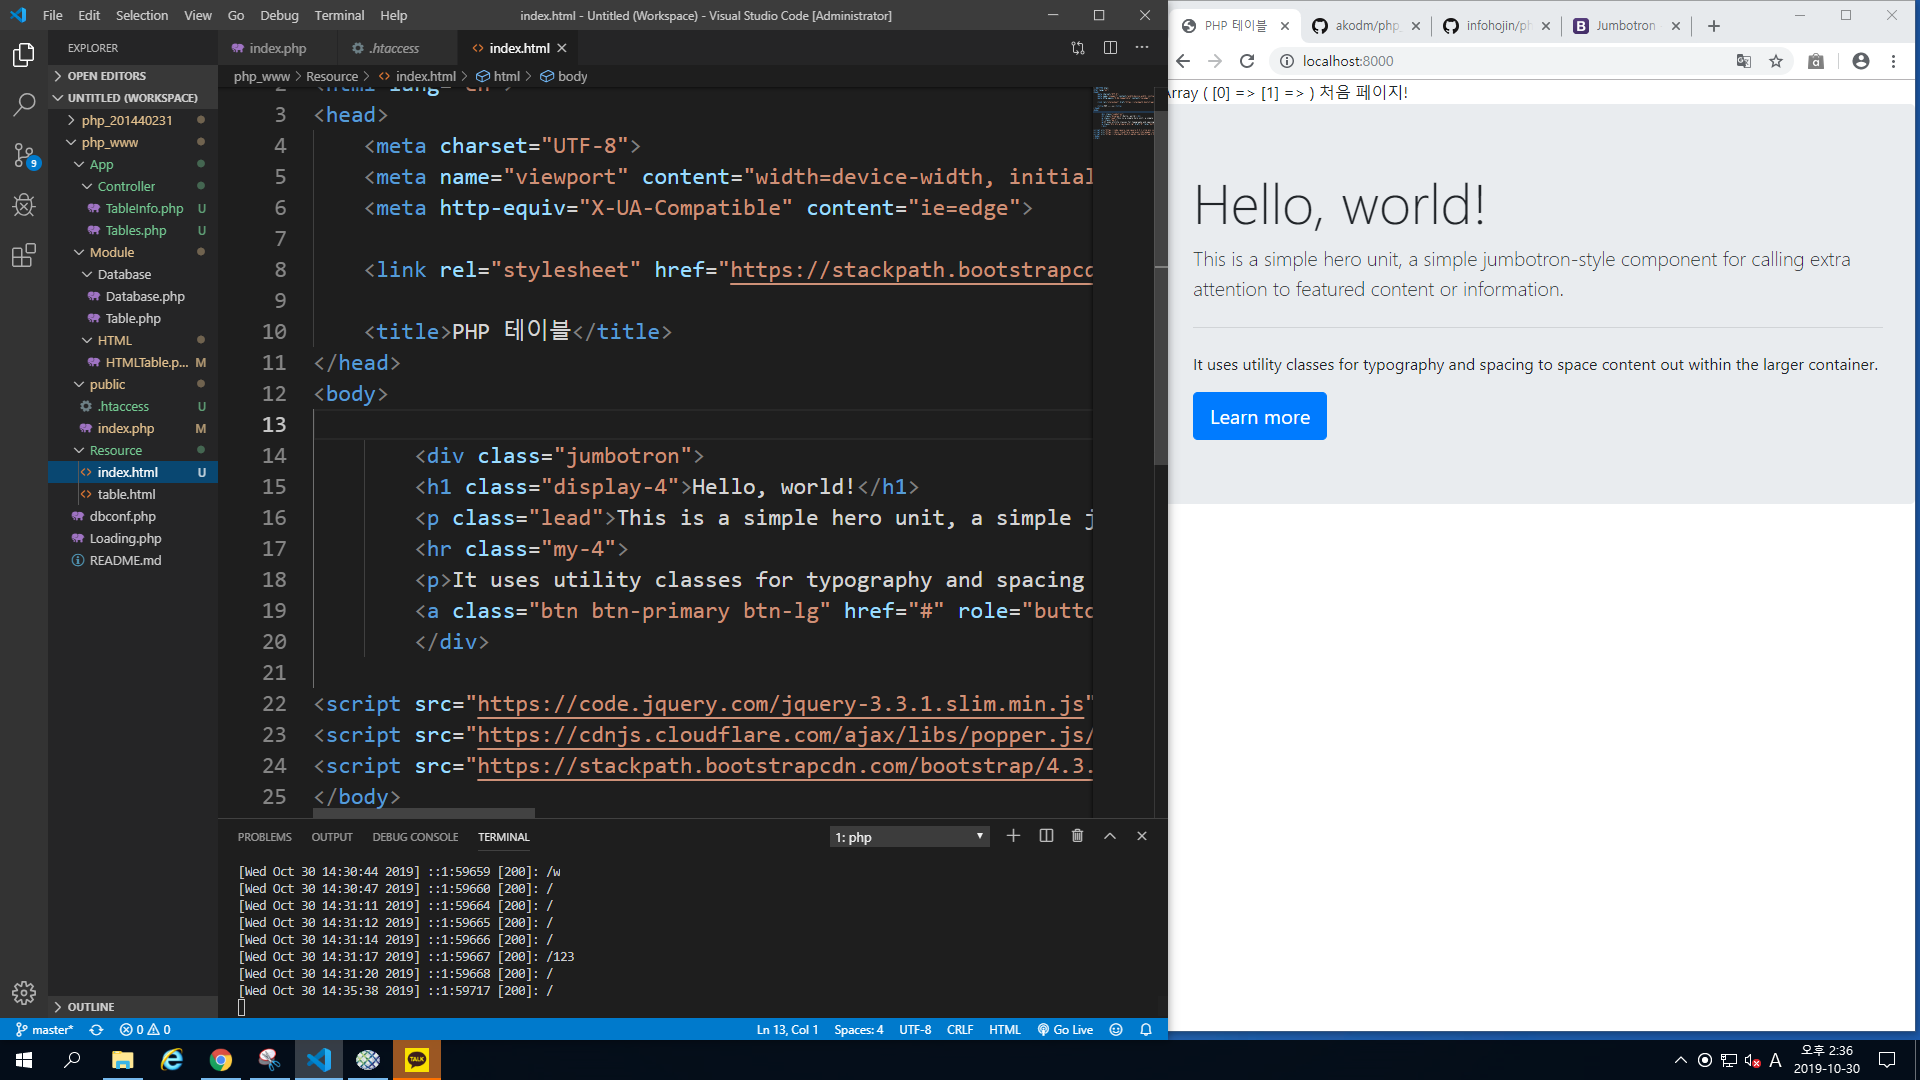 File Edit Selection View Go Debug Terminal Help
index.html - Untitled (Workspace) - Visual Studio Code [Administrator]
EXPLORER
OPEN EDITORS
UNTITLED (WORKSPACE)
php_201440231
php_www
App
Controller
TableInfo.php U
Tables.php U
Module
Database
Database.php
Table.php
HTML
HTMLTable.p... M
public
.htaccess U
index.php M
Resource
index.html U
table.html
dbconf.php
Loading.php
README.md
OUTLINE
9
index.php
.htaccess
index.html
php_www > Resource > index.html > html > body
2
3 <head>
4 <meta charset="UTF-8">
5 <meta name="viewport" content="width=device-width, initial
6 <meta http-equiv="X-UA-Compatible" content="ie=edge">
7
8 <link rel="stylesheet" href="https://stackpath.bootstrapcd
9
10 <title>PHP 테이블</title>
11 </head>
12 <body>
13
14 <div class="jumbotron">
15 <h1 class="display-4">Hello, world!</h1>
16 <p class="lead">This is a simple hero unit, a simple j
17 <hr class="my-4">
18 <p>It uses utility classes for typography and spacing
19 <a class="btn btn-primary btn-lg" href="#" role="butto
20 </div>
21
22 <script src="https://code.jquery.com/jquery-3.3.1.slim.min.js"
23 <script src="https://cdnjs.cloudflare.com/ajax/libs/popper.js/
24 <script src="https://stackpath.bootstrapcdn.com/bootstrap/4.3.
25 </body>
PROBLEMS OUTPUT DEBUG CONSOLE TERMINAL
1: php
[Wed Oct 30 14:30:44 2019] ::1:59659 [200]: /w
[Wed Oct 30 14:30:47 2019] ::1:59660 [200]: /
[Wed Oct 30 14:31:11 2019] ::1:59664 [200]: /
[Wed Oct 30 14:31:12 2019] ::1:59665 [200]: /
[Wed Oct 30 14:31:14 2019] ::1:59666 [200]: /
[Wed Oct 30 14:31:17 2019] ::1:59667 [200]: /123
[Wed Oct 30 14:31:20 2019] ::1:59668 [200]: /
[Wed Oct 30 14:35:38 2019] ::1:59717 [200]: /
master* 0 0
Ln 13, Col 1 Spaces: 4 UTF-8 CRLF HTML Go Live
PHP 테이블
akodm/php_
infohojin/ph
Jumbotron
localhost:8000
Array ( [0] => [1] => ) 처음 페이지!
Hello, world!
This is a simple hero unit, a simple jumbotron-style component for calling extra
attention to featured content or information.
It uses utility classes for typography and spacing to space content out within the larger container.
Learn more
TALK
A
오후 2:36
2019-10-30